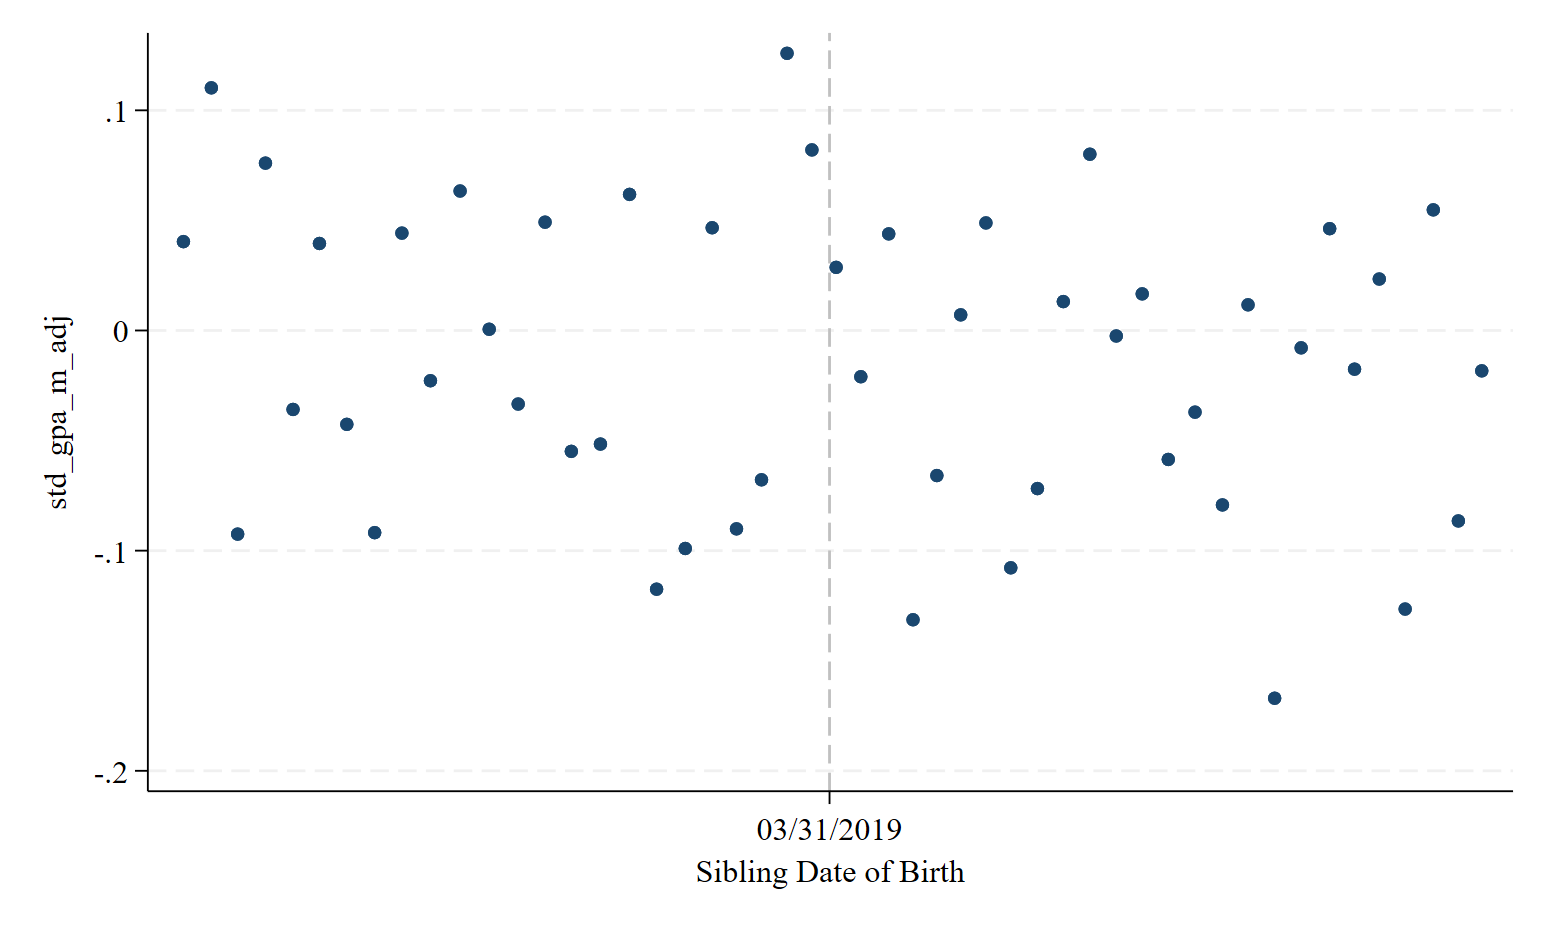 .1
0
-.1
-.2
std_gpa_m_adj
03/31/2019
Sibling Date of Birth